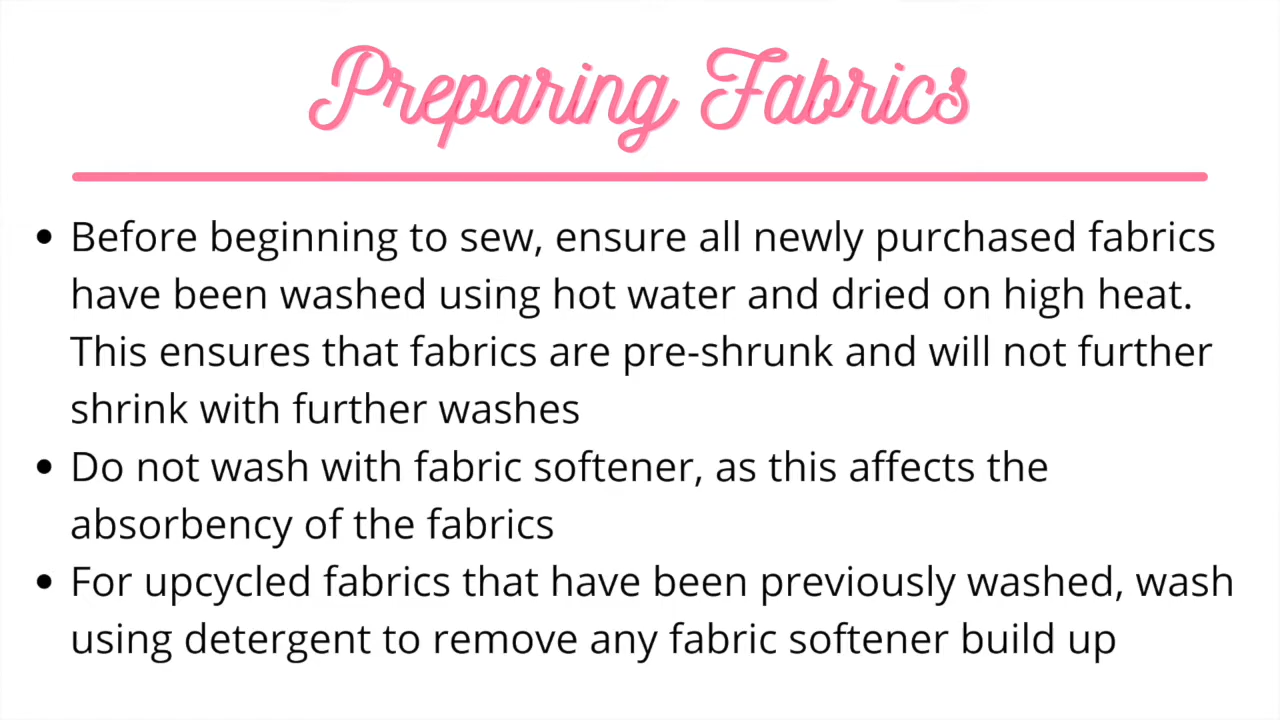 Preparing Fabrics
• Before beginning to sew, ensure all newly purchased fabrics
have been washed using hot water and dried on high heat.
This ensures that fabrics are pre-shrunk and will not further
shrink with further washes
• Do not wash with fabric softener, as this affects the
absorbency of the fabrics
• For upcycled fabrics that have been previously washed, wash
using detergent to remove any fabric softener build up